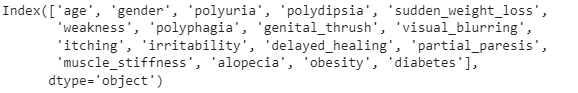 Index(['age', 'gender', 'polyuria', 'polydipsia', 'sudden_weight_loss',
'weakness', 'polyphagia', 'genital_thrush', 'visual_blurring',
'itching', 'irritability', 'delayed_healing', 'partial_paresis',
'muscle_stiffness', 'alopecia', 'obesity', 'diabetes'],
dtype='object')